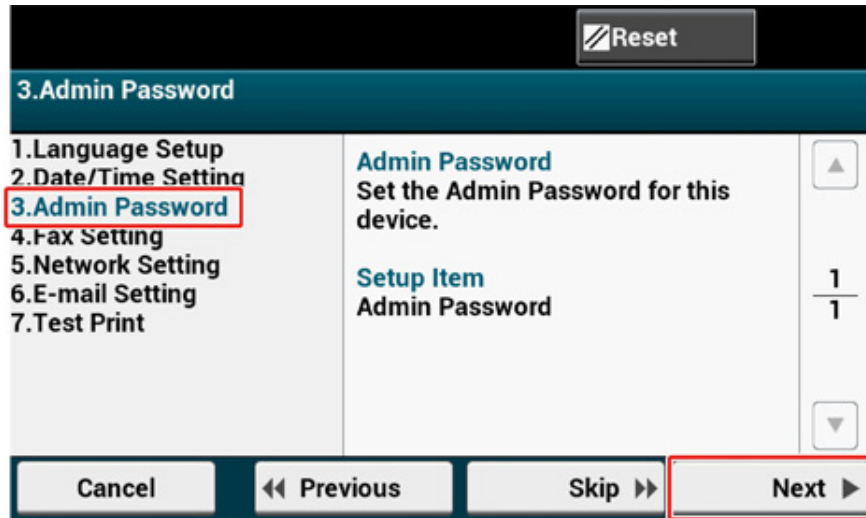 Reset
3.Admin Password
1.Language Setup
2.Date/Time Setting
3.Admin Password
4.Fax Setting
5.Network Setting
6.E-mail Setting
7.Test Print
Admin Password
Set the Admin Password for this
device.
Setup Item
Admin Password
1
1
Cancel
Previous
Skip
Next